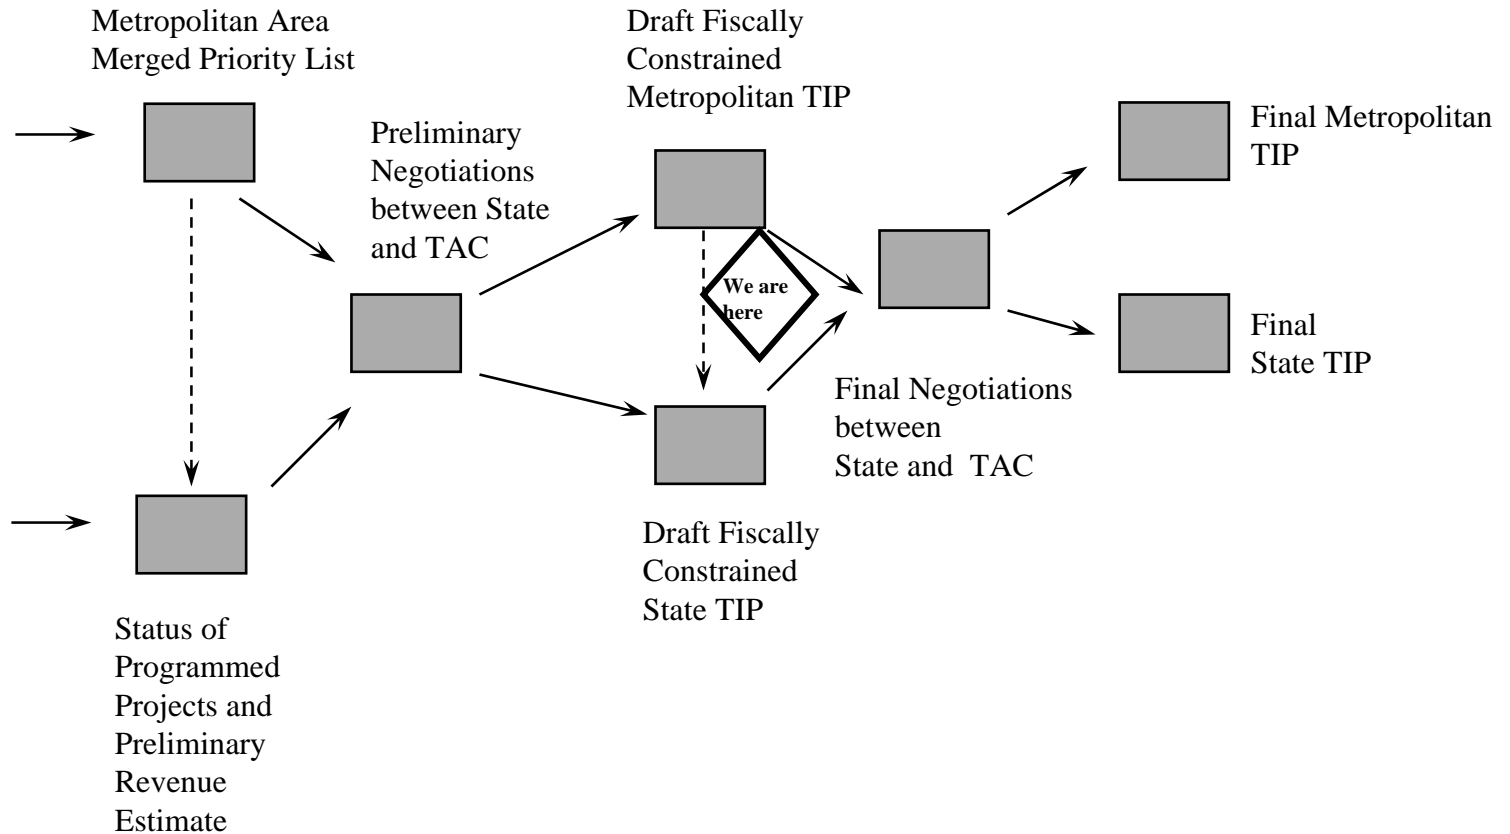 Metropolitan Area
Merged Priority List
Draft Fiscally
Constrained
Metropolitan TIP
Preliminary
Negotiations
between State
and TAC
Final Metropolitan
TIP
We are
here
Final
State TIP
Final Negotiations
between
State and TAC
Draft Fiscally
Constrained
State TIP
Status of
Programmed
Projects and
Preliminary
Revenue
Estimate